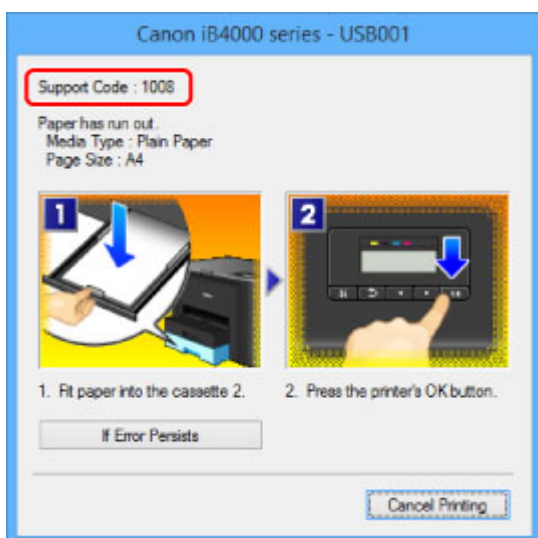 Canon iB4000 series - USB001
Support Code : 1008
Paper has run out.
Media Type : Plain Paper
Page Size : A4
1
2
1. Fit paper into the cassette 2.
2. Press the printer's OK button.
If Error Persists
Cancel Printing